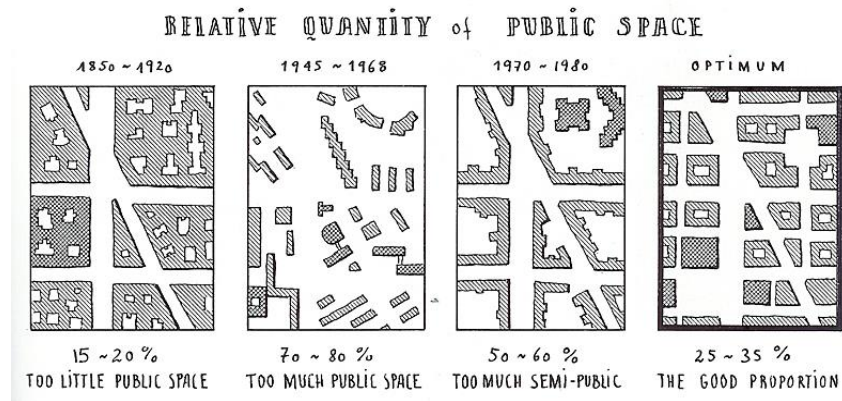 RELATIVE QUANTITY of PUBLIC SPACE
1850 ~ 1920
1945 ~ 1968
1970 ~ 1980
OPTIMUM
15 ~ 20 %
70 ~ 80 %
50 ~ 60 %
25 ~ 35 %
TOO LITTLE PUBLIC SPACE
TOO MUCH PUBLIC SPACE
TOO MUCH SEMI-PUBLIC
THE GOOD PROPORTION